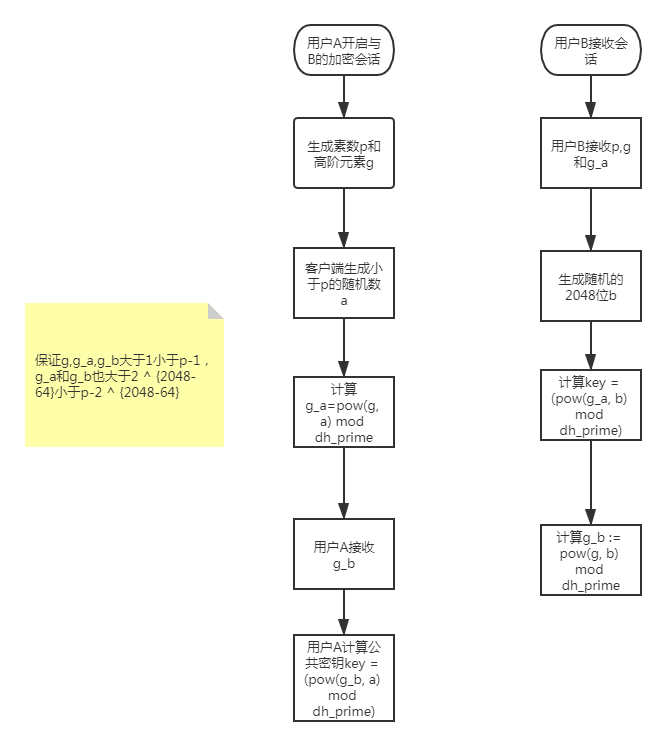 用户A开启与
B的加密会话
生成素数p和
高阶元素g
客户端生成小
于p的随机数
a
计算
g_a=pow(g,
a) mod
dh_prime
用户A接收
g_b
用户A计算公
共密钥key =
(pow(g_b, a)
mod
dh_prime)
用户B接收会
话
用户B接收p,g
和g_a
生成随机的
2048位b
计算key =
(pow(g_a, b)
mod
dh_prime)
计算g_b :=
pow(g, b)
mod
dh_prime
保证g,g_a,g_b大于1小于p-1，
g_a和g_b也大于2 ^ {2048-
64}小于p-2 ^ {2048-64}